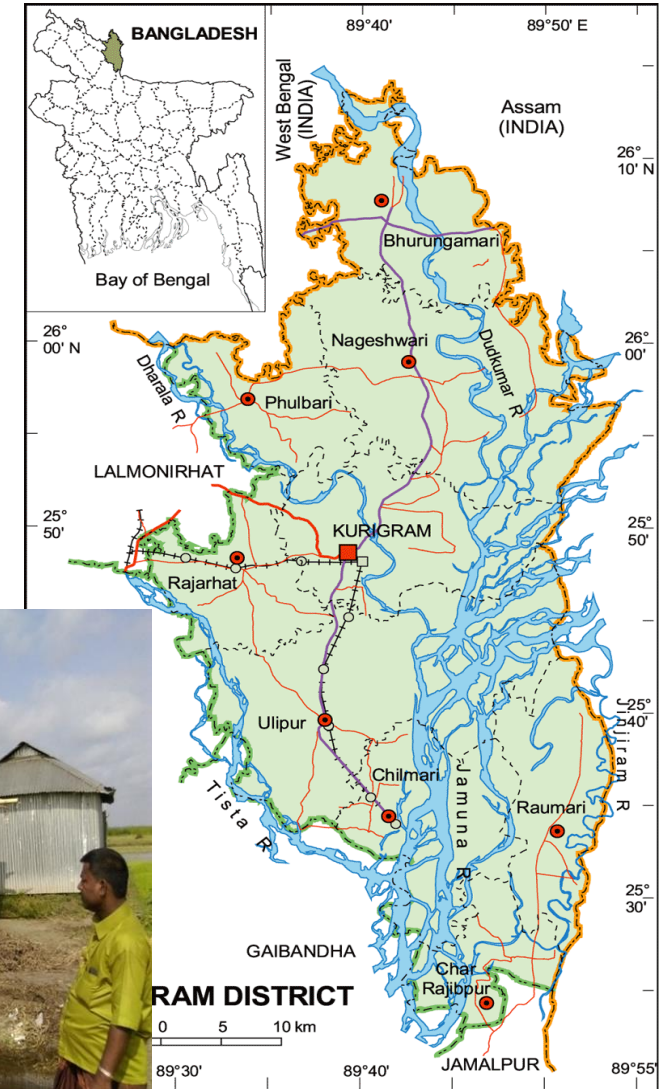 89°40'
89°50' E
BANGLADESH
Bay of Bengal
West Bengal
(INDIA)
Assam
(INDIA)
26°
10' N
Bhurungamari
26°
00' N
Nageshwari
Dudkumar R
26°
00'
Dharala R
Phulbari
LALMONIRHAT
25°
50'
KURIGRAM
25°
50'
Rajarhat
Ulipur
25°
40'
Jinjiram R
Chilmari
Jamuna R
Raumari
Tista R
25°
30'
GAIBANDHA
Char
Rajibpur
RAM DISTRICT
0 5 10 km
JAMALPUR
89°30'
89°40'
89°55'